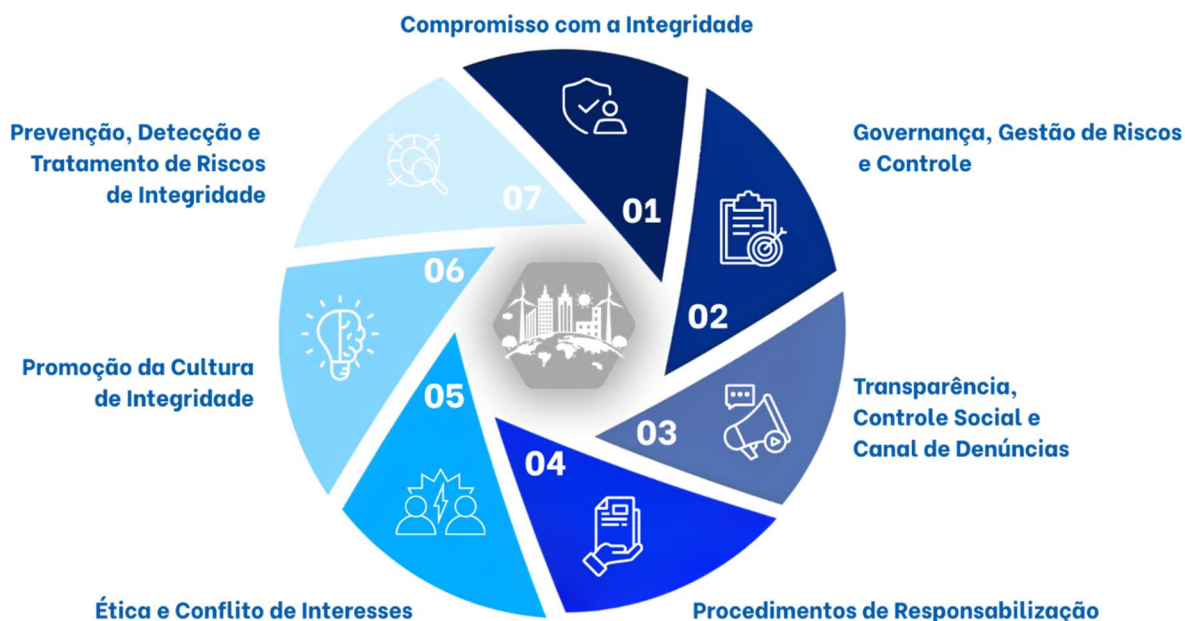 Compromisso com a Integridade
01
Governança, Gestão de Riscos
e Controle
02
Transparência,
Controle Social e
Canal de Denúncias
03
Procedimentos de Responsabilização
04
Ética e Conflito de Interesses
05
Promoção da Cultura
de Integridade
06
Prevenção, Detecção e
Tratamento de Riscos
de Integridade
07